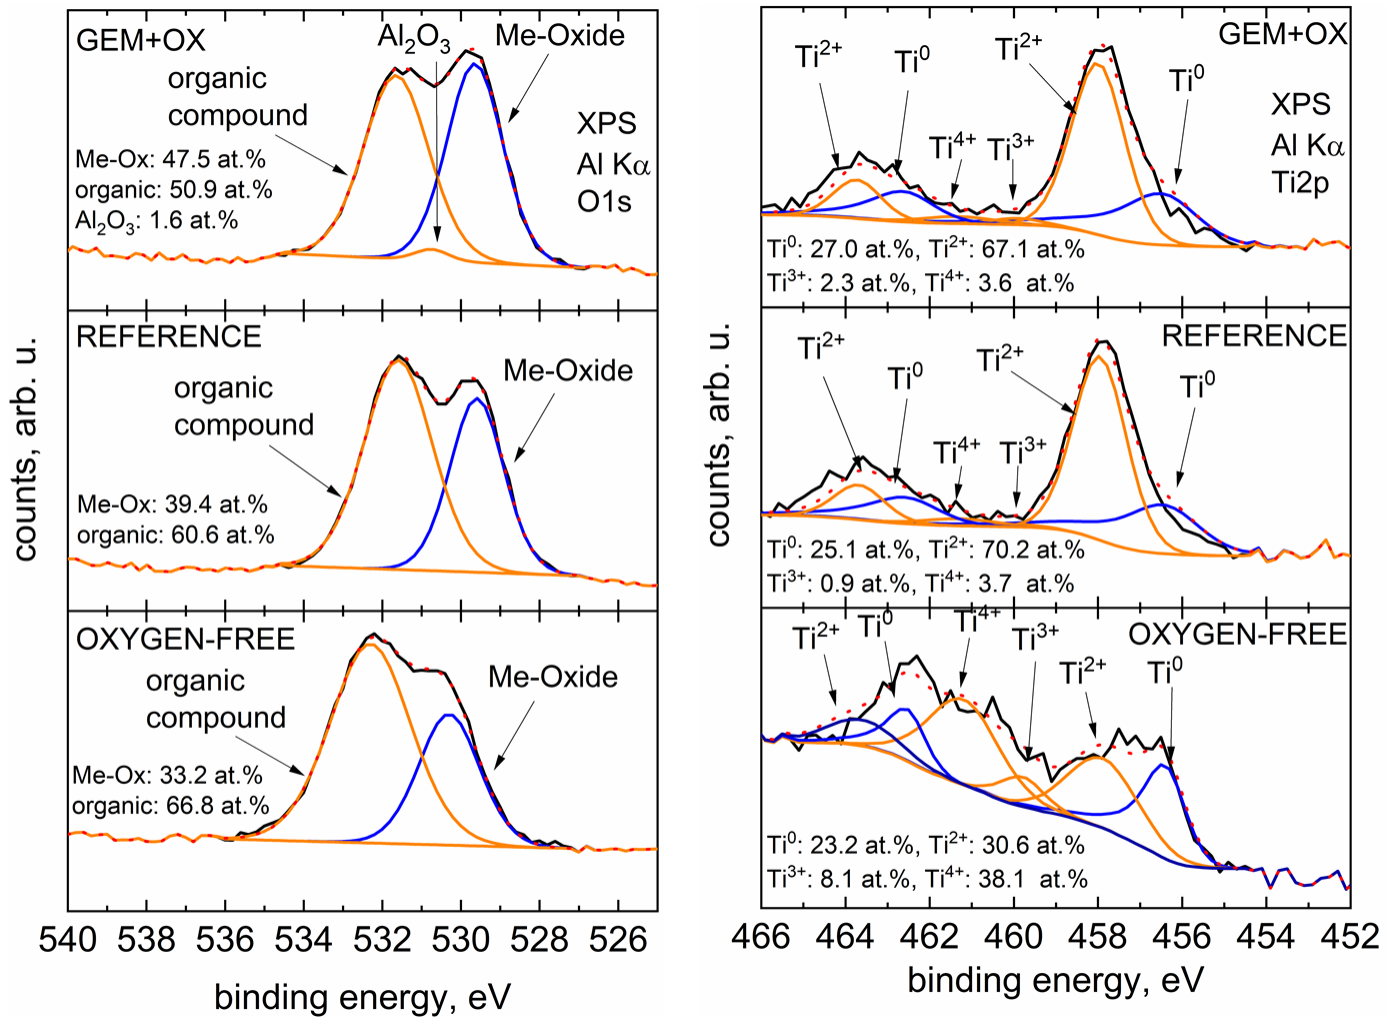 GEM+OX
Al2O3
Me-Oxide
organic
compound
XPS
Al Kα
O1s
Me-Ox: 47.5 at.%
organic: 50.9 at.%
Al2O3: 1.6 at.%
REFERENCE
organic
compound
Me-Oxide
Me-Ox: 39.4 at.%
organic: 60.6 at.%
OXYGEN-FREE
organic
compound
Me-Oxide
Me-Ox: 33.2 at.%
organic: 66.8 at.%
counts, arb. u.
540 538 536 534 532 530 528 526
binding energy, eV
GEM+OX
Ti2+
Ti0
Ti2+
Ti0
Ti4+
Ti3+
XPS
Al Kα
Ti2p
Ti0: 27.0 at.%, Ti2+: 67.1 at.%
Ti3+: 2.3 at.%, Ti4+: 3.6 at.%
REFERENCE
Ti2+
Ti0
Ti2+
Ti0
Ti4+
Ti3+
Ti0: 25.1 at.%, Ti2+: 70.2 at.%
Ti3+: 0.9 at.%, Ti4+: 3.7 at.%
OXYGEN-FREE
Ti2+
Ti0
Ti4+
Ti3+
Ti2+
Ti0
Ti0: 23.2 at.%, Ti2+: 30.6 at.%
Ti3+: 8.1 at.%, Ti4+: 38.1 at.%
counts, arb. u.
466 464 462 460 458 456 454 452
binding energy, eV